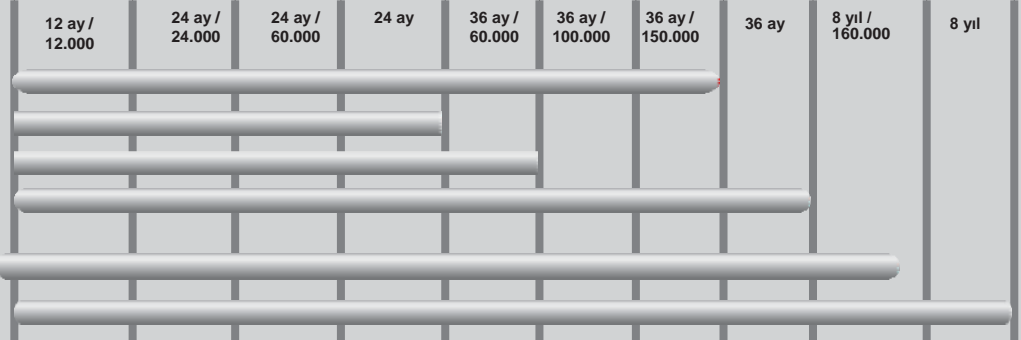 12 ay /
12.000
24 ay /
24.000
24 ay /
60.000
24 ay
36 ay /
60.000
36 ay /
100.000
36 ay /
150.000
36 ay
8 yıl /
160.000
8 yıl